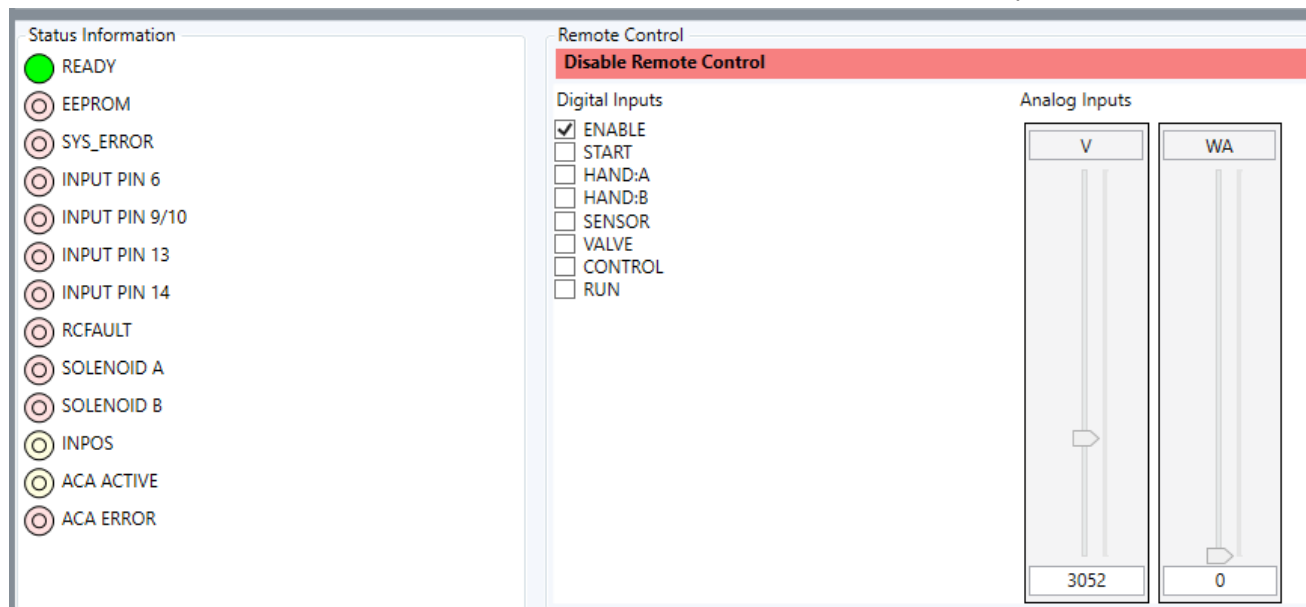 Status Information
READY
EEPROM
SYS_ERROR
INPUT PIN 6
INPUT PIN 9/10
INPUT PIN 13
INPUT PIN 14
RCFAULT
SOLENOID A
SOLENOID B
INPOS
ACA ACTIVE
ACA ERROR
Remote Control
Disable Remote Control
Digital Inputs
ENABLE
START
HAND:A
HAND:B
SENSOR
VALVE
CONTROL
RUN
Analog Inputs
V
WA
3052
0